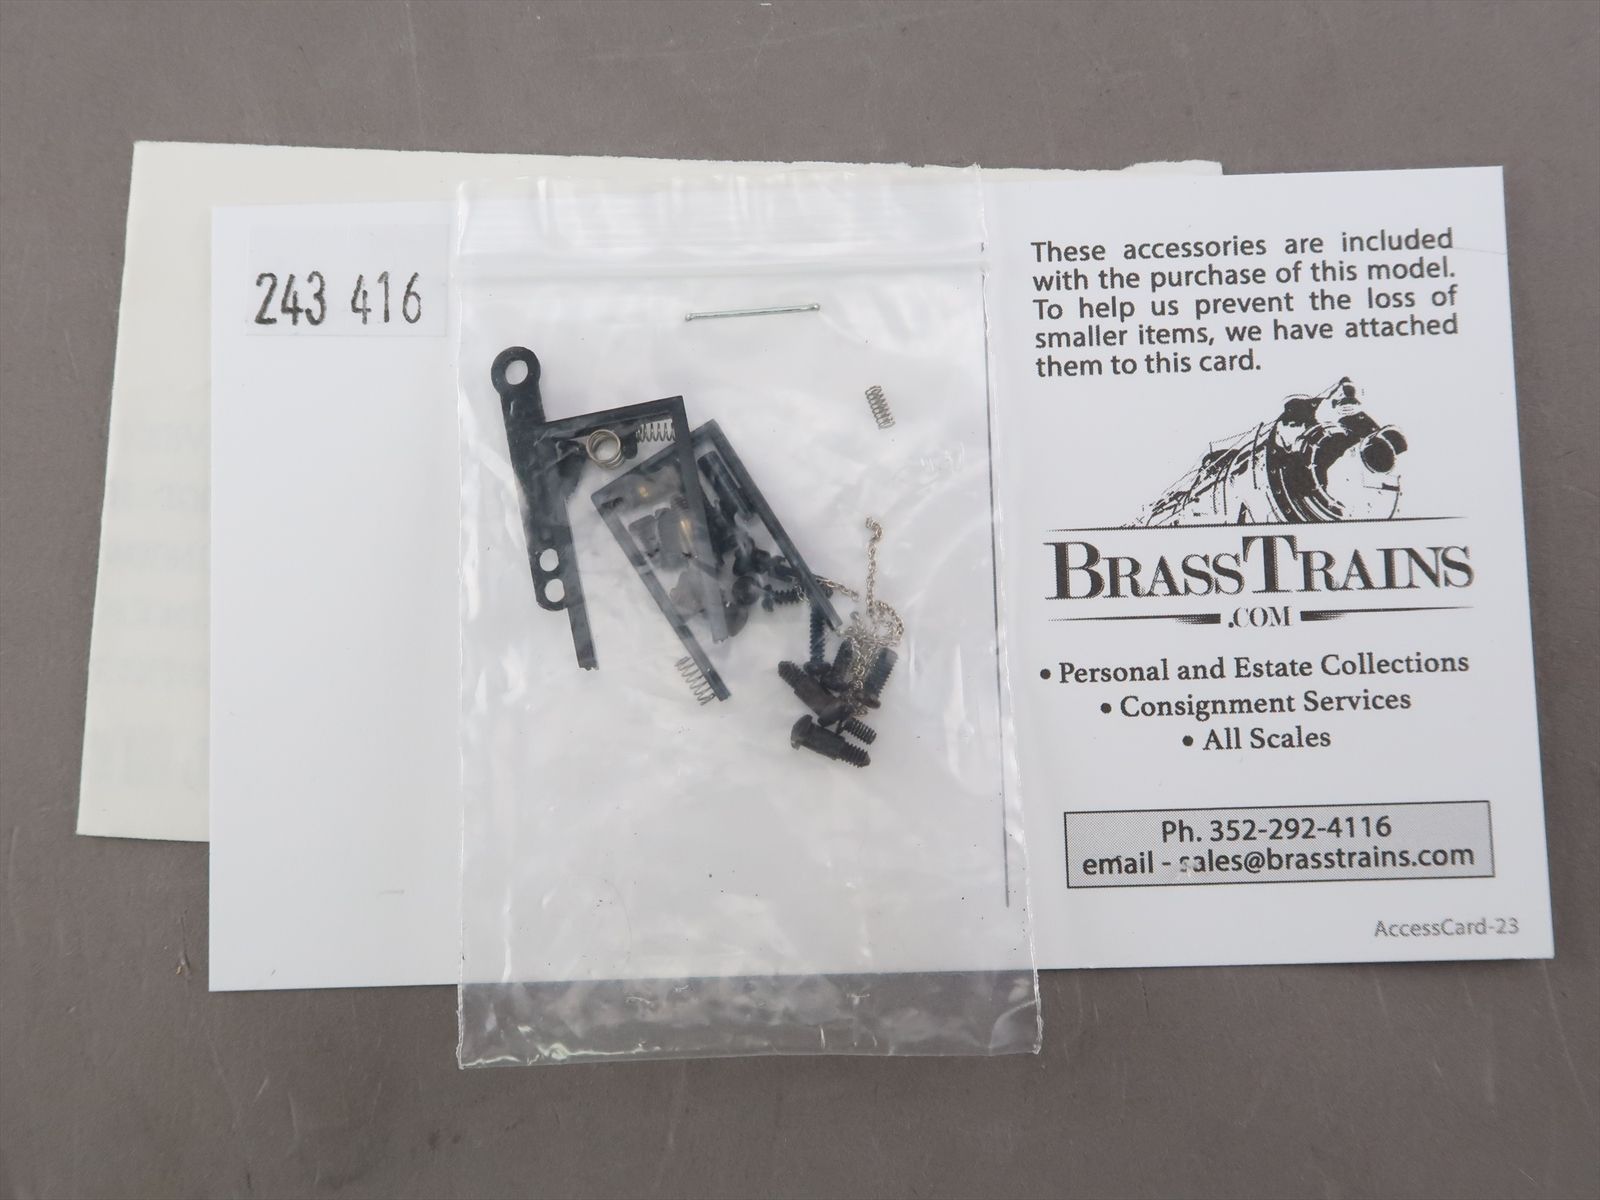 243 416
These accessories are included
with the purchase of this model.
To help us prevent the loss of
smaller items, we have attached
them to this card.
BRASSTRAINS
.COM
• Personal and Estate Collections
• Consignment Services
• All Scales
Ph. 352-292-4116
email - sales@brasstrains.com
AccessCard-23